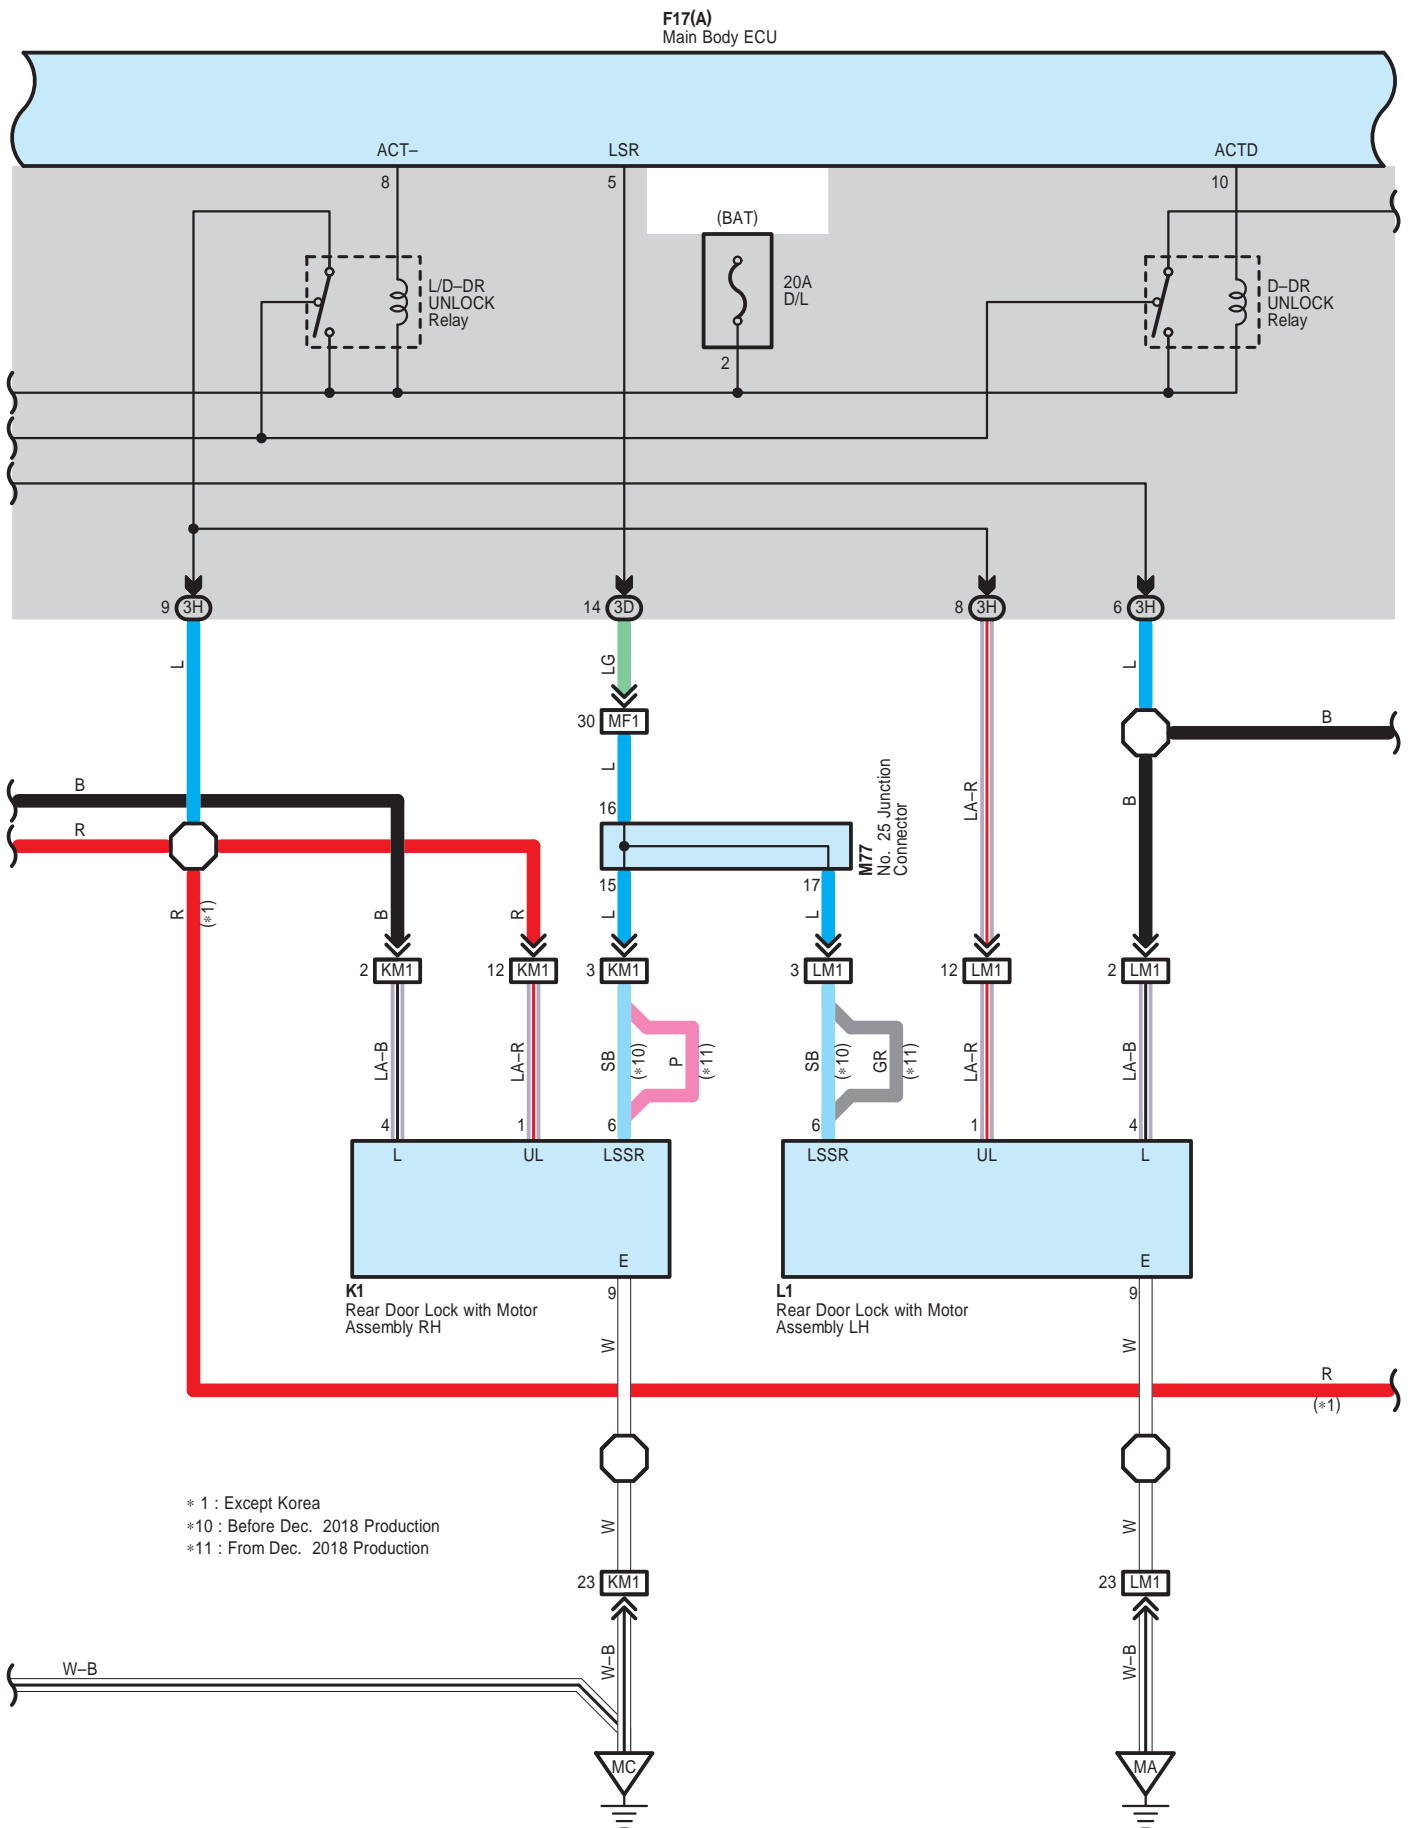 F17(A)
Main Body ECU
ACT–
LSR
ACTD
8
5
10
(BAT)
L/D–DR
UNLOCK
Relay
20A
D/L
D–DR
UNLOCK
Relay
2
9 3H
14 3D
8 3H
6 3H
L
LG
L
30 MF1
B
B
R
L
16
LA–R
B
M77
No. 25 Junction
Connector
15
17
R
(*1)
B
R
L
L
2 KM1
12 KM1
3 KM1
3 LM1
12 LM1
2 LM1
LA–B
LA–R
SB
(*10)
P
(*11)
SB
(*10)
GR
(*11)
LA–R
LA–B
4
1
6
6
1
4
L
UL
LSSR
LSSR
UL
L
E
E
K1
Rear Door Lock with Motor
Assembly RH
9
L1
Rear Door Lock with Motor
Assembly LH
9
W
W
R
(*1)
* 1 : Except Korea
*10 : Before Dec. 2018 Production
*11 : From Dec. 2018 Production
W
W
23 KM1
23 LM1
W–B
W–B
W–B
MC
MA